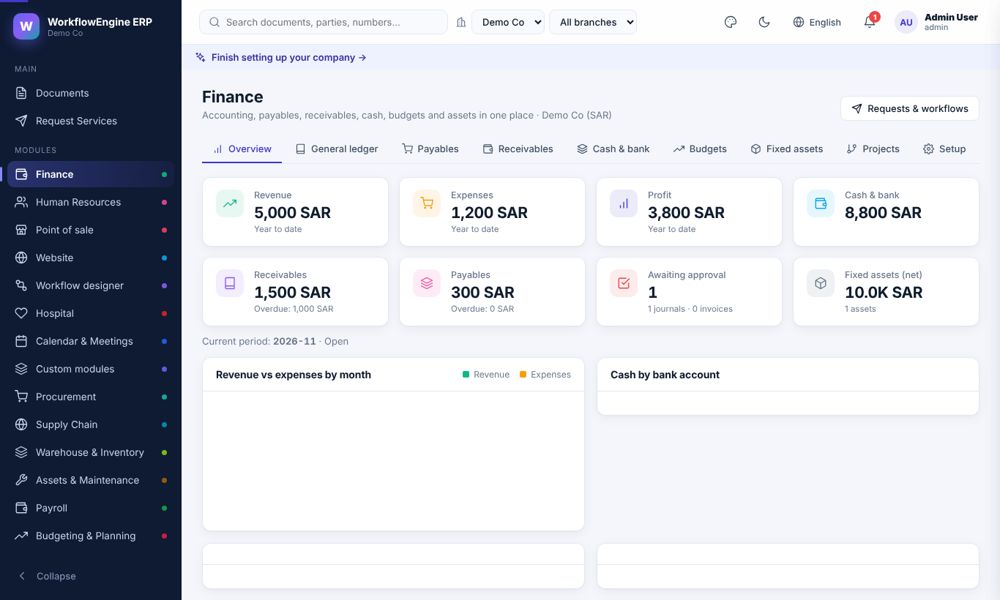 W
WorkflowEngine ERP
Demo Co
MAIN
Documents
Request Services
MODULES
Finance
Human Resources
Point of sale
Website
Workflow designer
Hospital
Calendar & Meetings
Custom modules
Procurement
Supply Chain
Warehouse & Inventory
Assets & Maintenance
Payroll
Budgeting & Planning
Collapse
Search documents, parties, numbers...
Demo Co
All branches
English
1
AU
Admin User
admin
Finish setting up your company →
Finance
Accounting, payables, receivables, cash, budgets and assets in one place · Demo Co (SAR)
Requests & workflows
Overview
General ledger
Payables
Receivables
Cash & bank
Budgets
Fixed assets
Projects
Setup
Revenue
5,000 SAR
Year to date
Expenses
1,200 SAR
Year to date
Profit
3,800 SAR
Year to date
Cash & bank
8,800 SAR
Receivables
1,500 SAR
Overdue: 1,000 SAR
Payables
300 SAR
Overdue: 0 SAR
Awaiting approval
1
1 journals · 0 invoices
Fixed assets (net)
10.0K SAR
1 assets
Current period: 2026-11 · Open
Revenue vs expenses by month
Revenue
Expenses
Cash by bank account